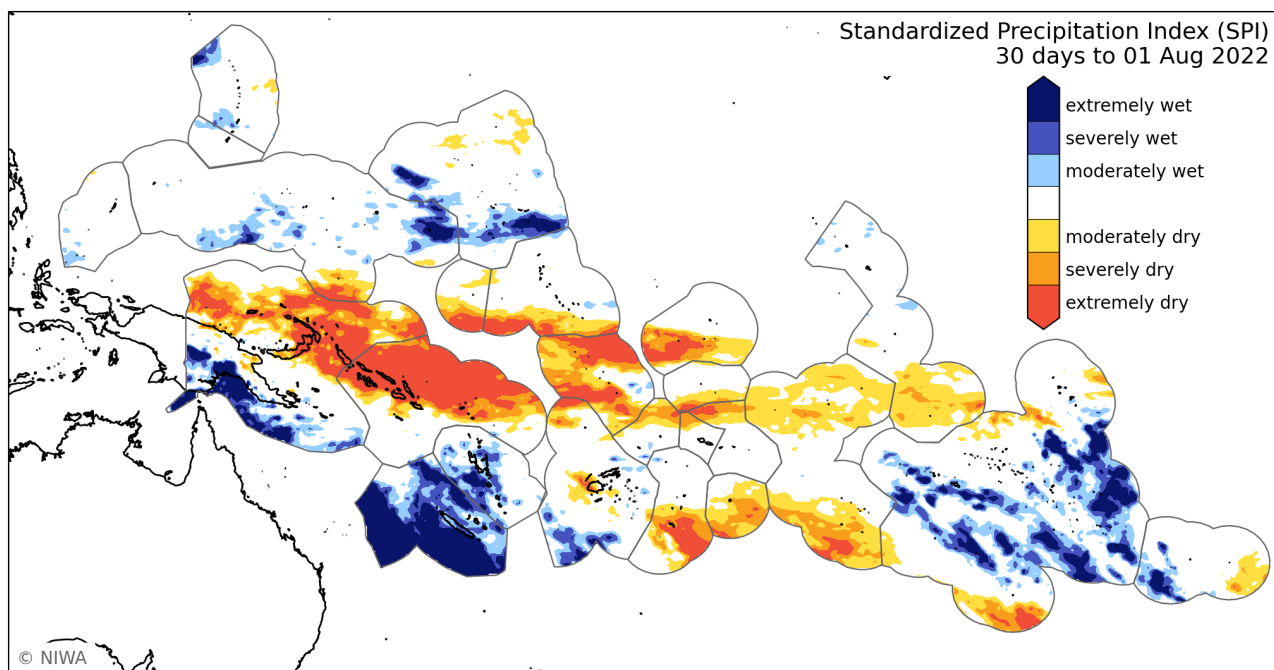 Standardized Precipitation Index (SPI)
30 days to 01 Aug 2022
extremely wet
severely wet
moderately wet
moderately dry
severely dry
extremely dry
© NIWA